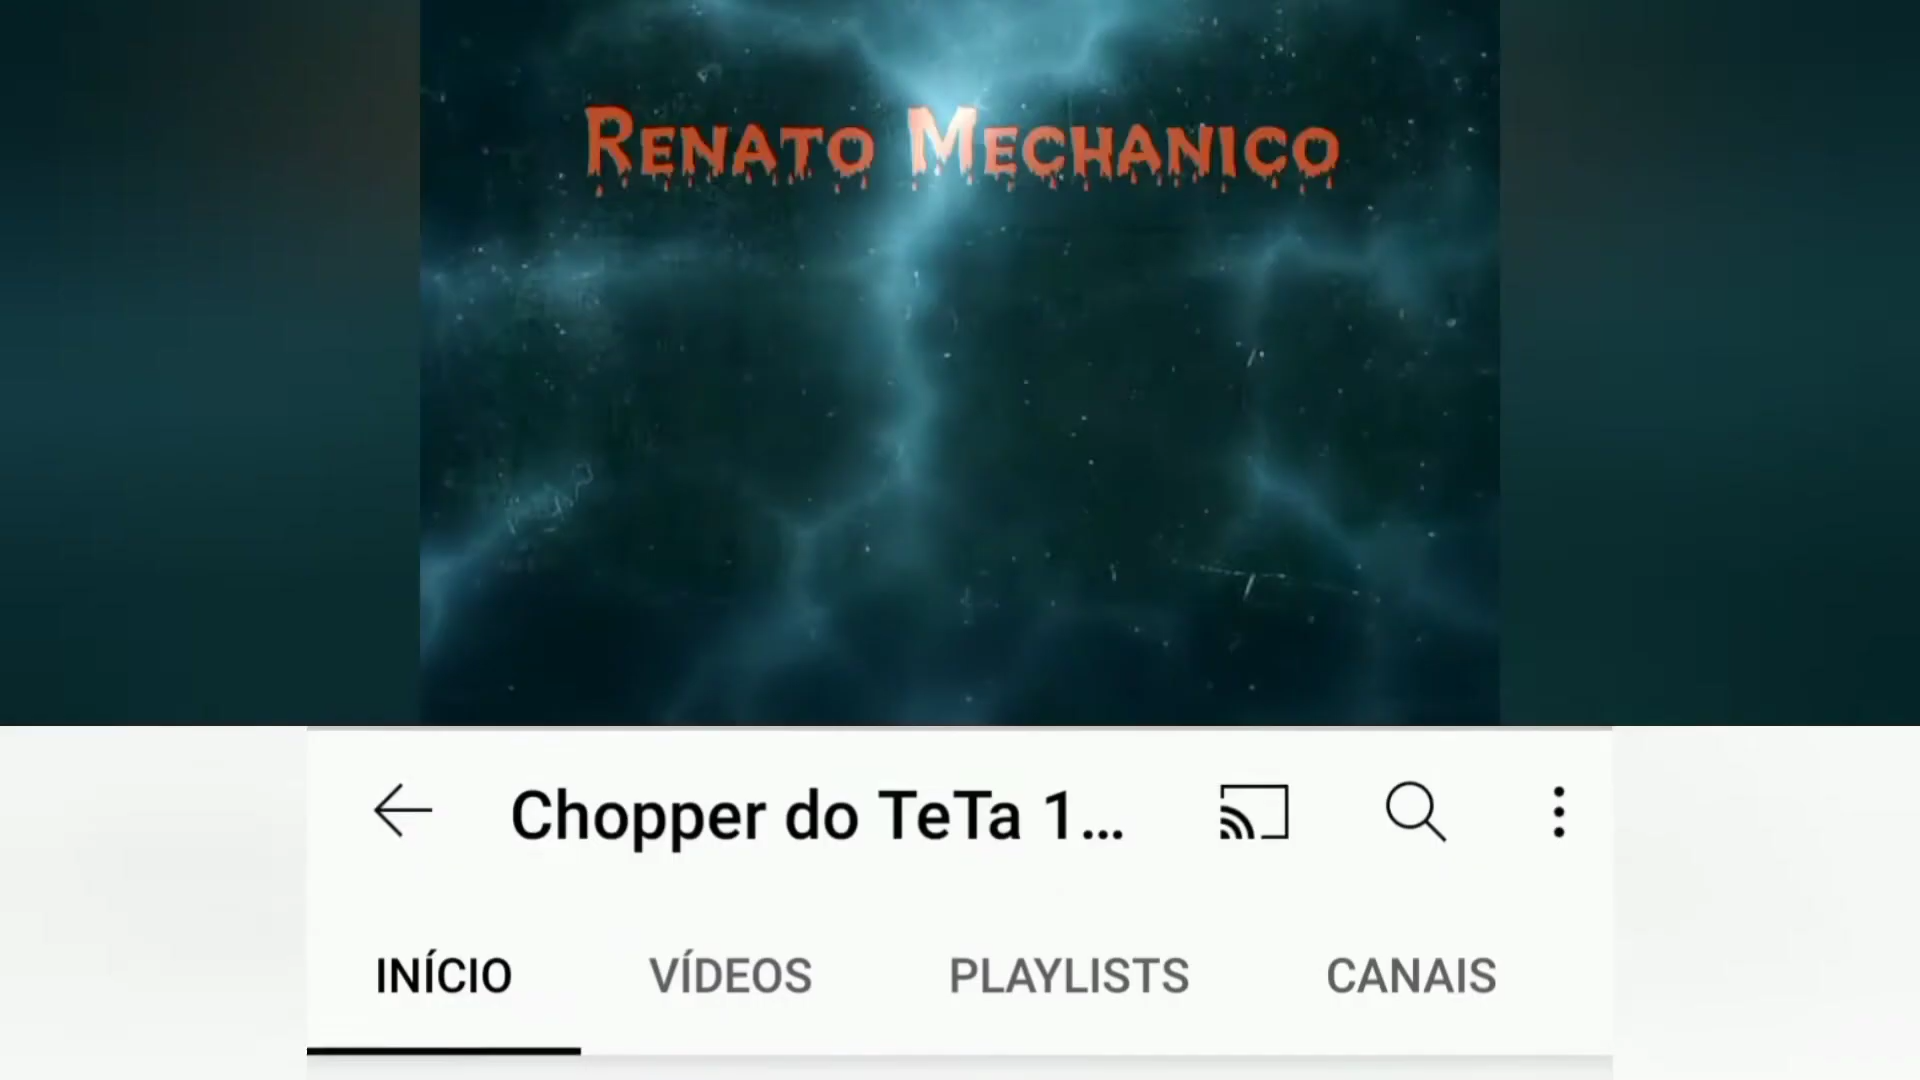 RENATO MECHANICO
Chopper do TeTa 1...
INÍCIO VÍDEOS PLAYLISTS CANAIS